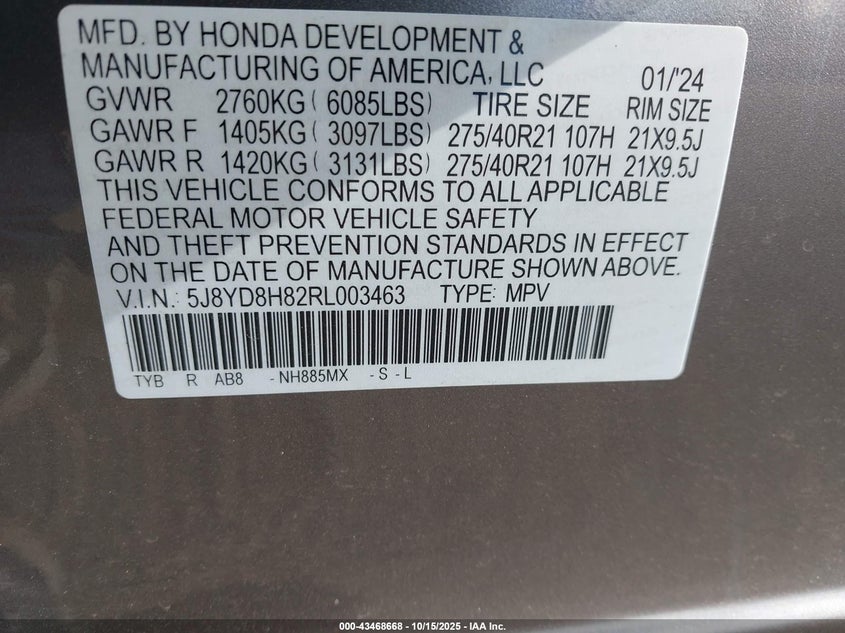 MFD. BY HONDA DEVELOPMENT &
MANUFACTURING OF AMERICA, LLC 01/'24
GVWR 2760KG ( 6085LBS) TIRE SIZE RIM SIZE
GAWR F 1405KG ( 3097LBS) 275/40R21 107H 21X9.5J
GAWR R 1420KG ( 3131LBS) 275/40R21 107H 21X9.5J
THIS VEHICLE CONFORMS TO ALL APPLICABLE
FEDERAL MOTOR VEHICLE SAFETY
AND THEFT PREVENTION STANDARDS IN EFFECT
ON THE DATE OF MANUFACTURE SHOWN ABOVE.
V.I.N.: 5J8YD8H82RL003463 TYPE: MPV
TYB R AB8 -NH885MX -S -L
000-43468668 - 10/15/2025 - IAA Inc.